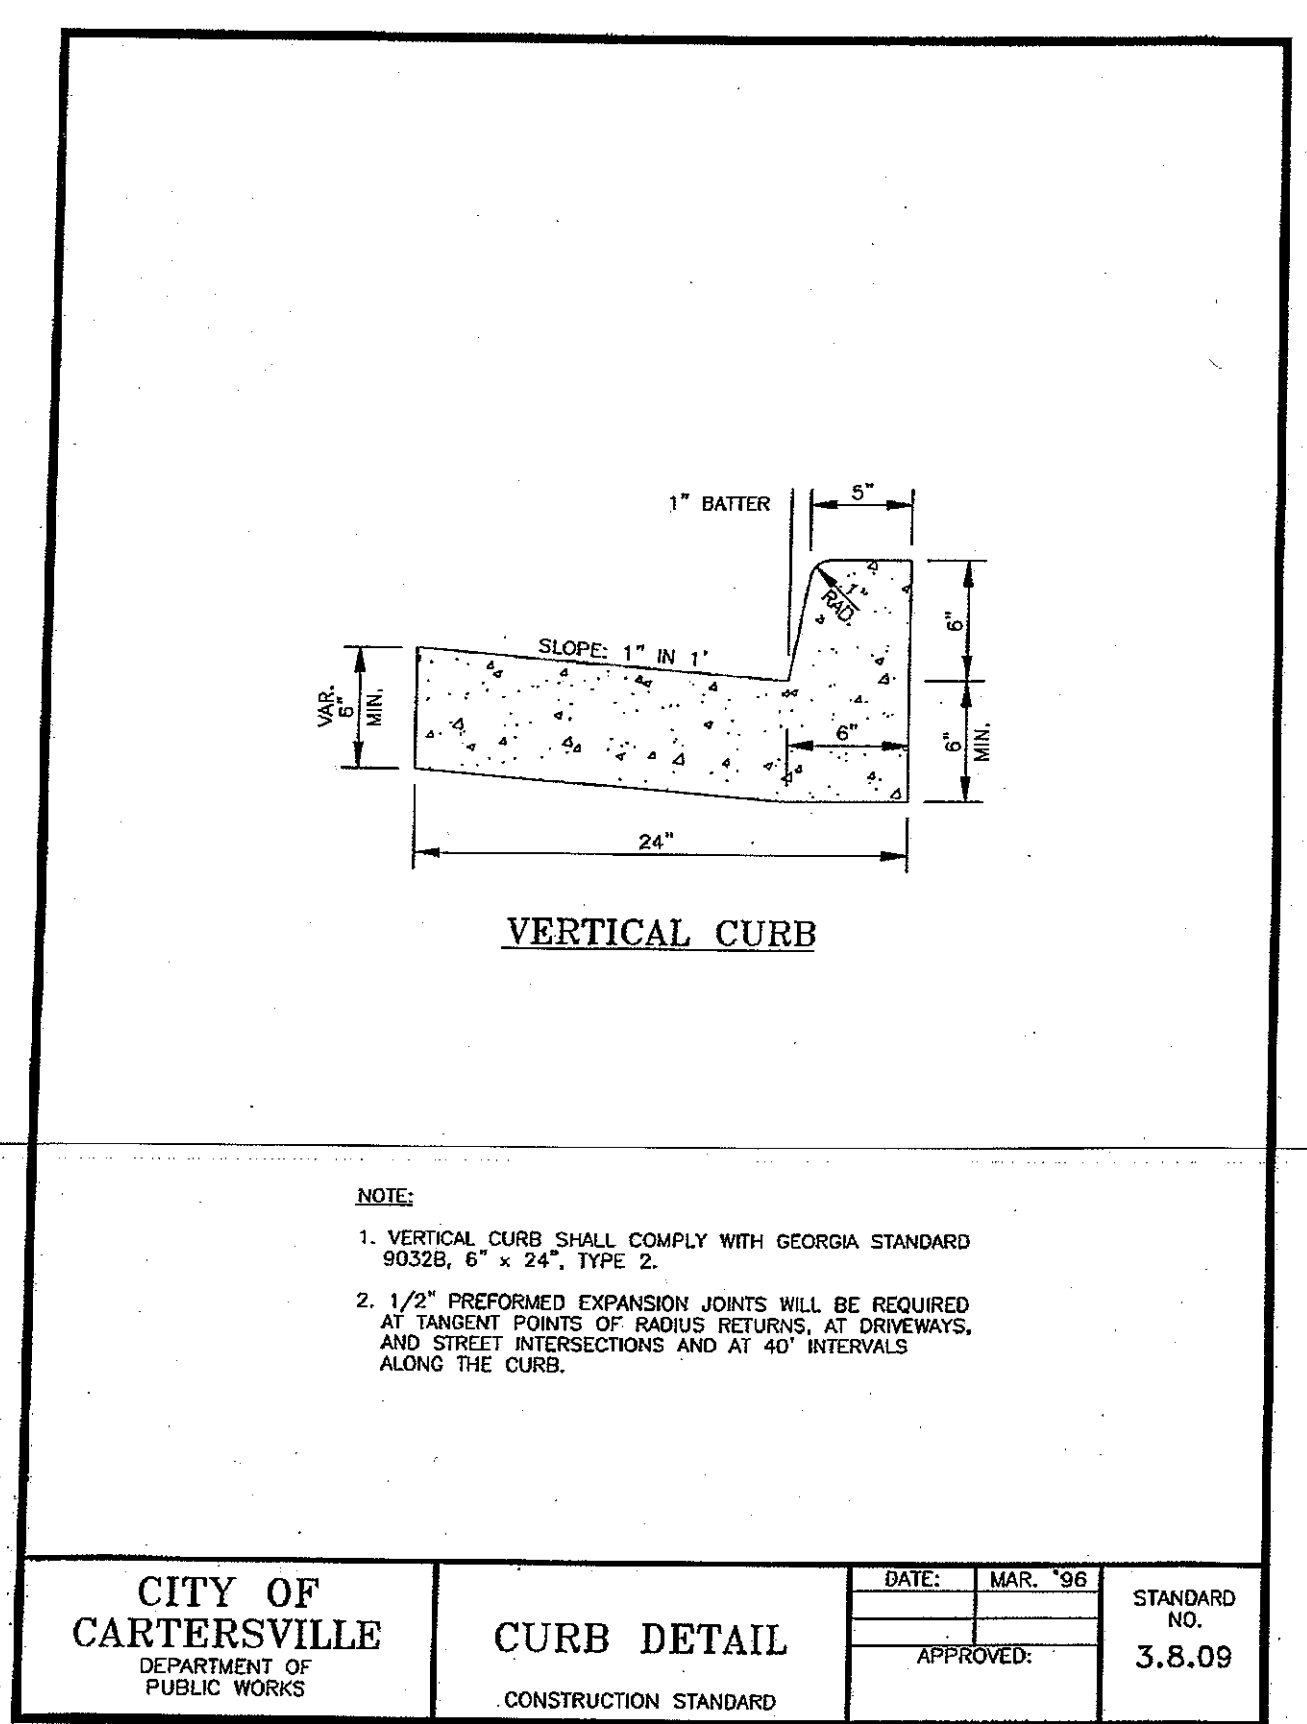 1" BATTER
5"
1"
RAD.
6"
SLOPE: 1" IN 1'
VAR.
6"
MIN.
6"
6"
MIN.
24"
VERTICAL CURB
NOTE:
1. VERTICAL CURB SHALL COMPLY WITH GEORGIA STANDARD
9032B, 6" x 24", TYPE 2.
2. 1/2" PREFORMED EXPANSION JOINTS WILL BE REQUIRED
AT TANGENT POINTS OF RADIUS RETURNS, AT DRIVEWAYS,
AND STREET INTERSECTIONS AND AT 40' INTERVALS
ALONG THE CURB.
CITY OF
CARTERSVILLE
DEPARTMENT OF
PUBLIC WORKS
CURB DETAIL
CONSTRUCTION STANDARD
DATE: MAR. '96
APPROVED:
STANDARD
NO.
3.8.09